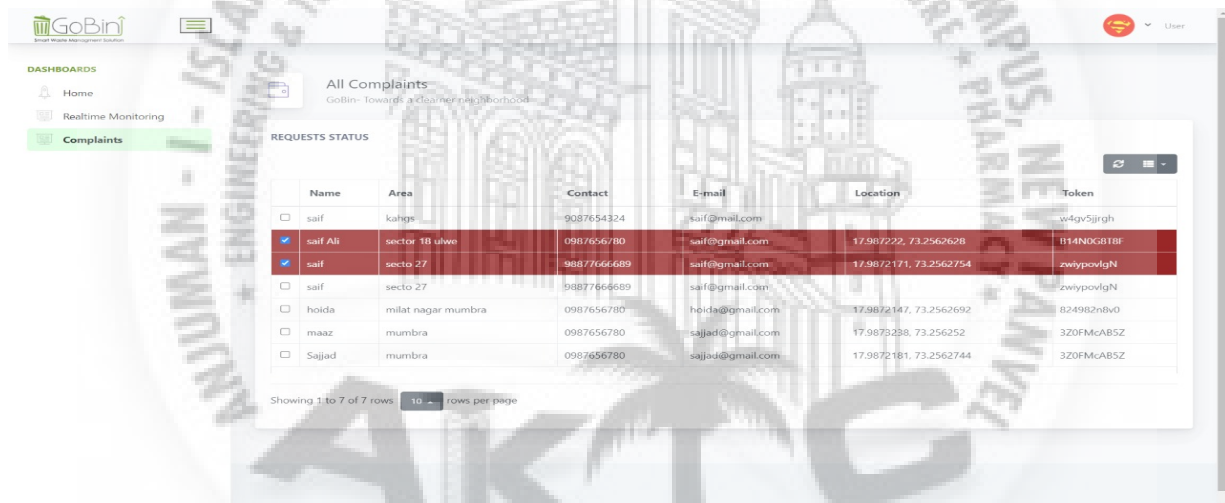 GoBin
Smart Waste Managment Solution
User
DASHBOARDS
Home
Realtime Monitoring
Complaints
All Complaints
GoBin- Towards a clearner neighborhood
REQUESTS STATUS
Name Area Contact E-mail Location Token
saif kahgs 9087654324 saif@mail.com w4gv5jjrgh
saif Ali sector 18 ulwe 0987656780 saif@gmail.com 17.987222, 73.2562628 B14N0G8T8F
saif secto 27 98877666689 saif@gmail.com 17.9872171, 73.2562754 zwiypovlgN
saif secto 27 98877666689 saif@gmail.com zwiypovlgN
hoida milat nagar mumbra 0987656780 hoida@gmail.com 17.9872147, 73.2562692 824982n8v0
maaz mumbra 0987656780 sajjad@gmail.com 17.9873238, 73.256252 3Z0FMcAB5Z
Sajjad mumbra 0987656780 sajjad@gmail.com 17.9872181, 73.2562744 3Z0FMcAB5Z
Showing 1 to 7 of 7 rows 10 rows per page
AKTC